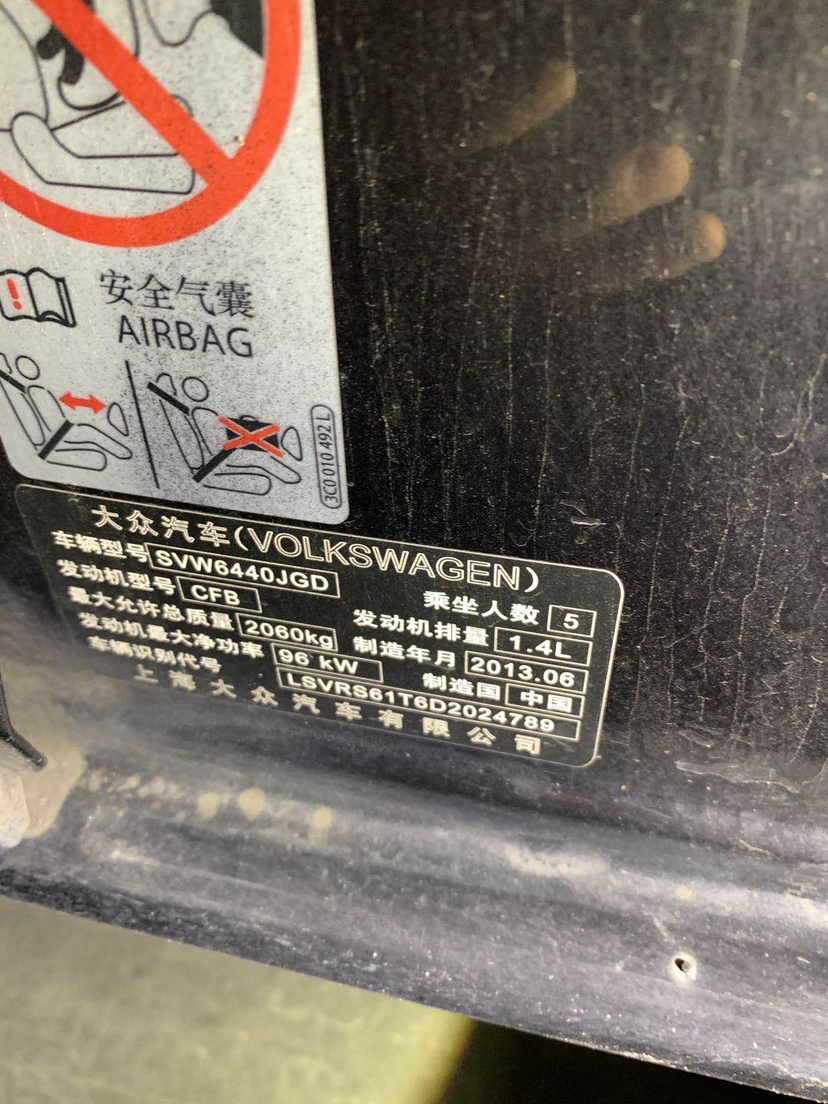 安全气囊
AIRBAG
3C0 010 492 L
大众汽车(VOLKSWAGEN)
车辆型号 SVW6440JGD 乘坐人数 5
发动机型号 CFB 发动机排量 1.4L
最大允许总质量 2060kg 制造年月 2013.06
发动机最大净功率 96 kW 制造国 中国
车辆识别代号 LSVRS61T6D2024789
上海大众汽车有限公司